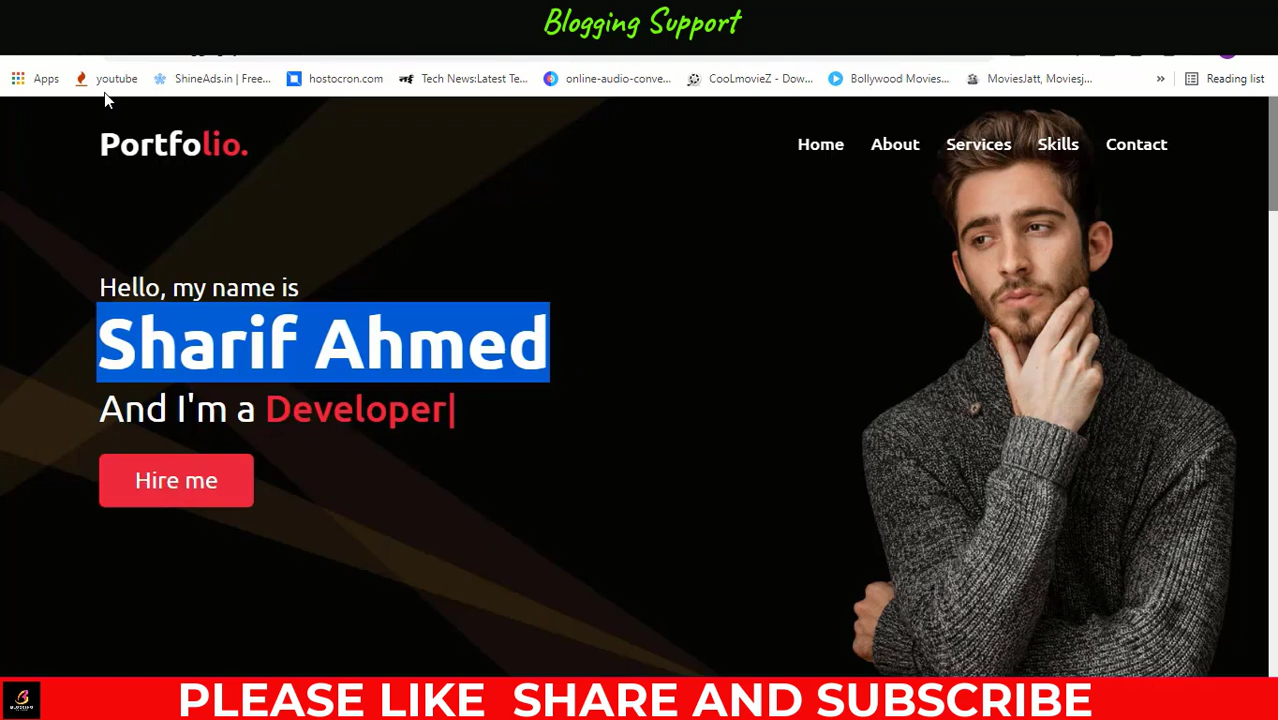 Blogging Support
Apps youtube ShineAds.in | Free... hostocron.com Tech News:Latest Te... online-audio-conve... CooLmovieZ - Dow... Bollywood Movies... MoviesJatt, Moviesj... » Reading list
Portfolio. Home About Services Skills Contact
Hello, my name is
Sharif Ahmed
And I'm a Developer|
Hire me
PLEASE LIKE SHARE AND SUBSCRIBE